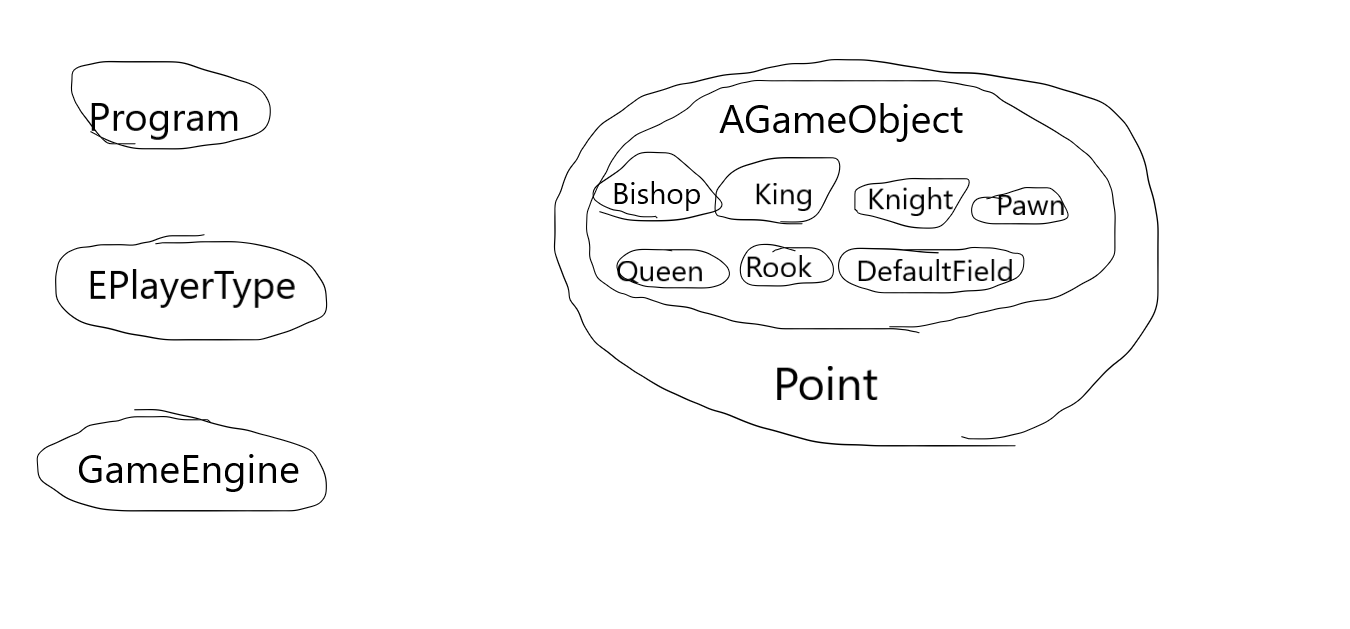 Program
EPlayerType
GameEngine
AGameObject
Bishop King Knight Pawn
Queen Rook DefaultField
Point